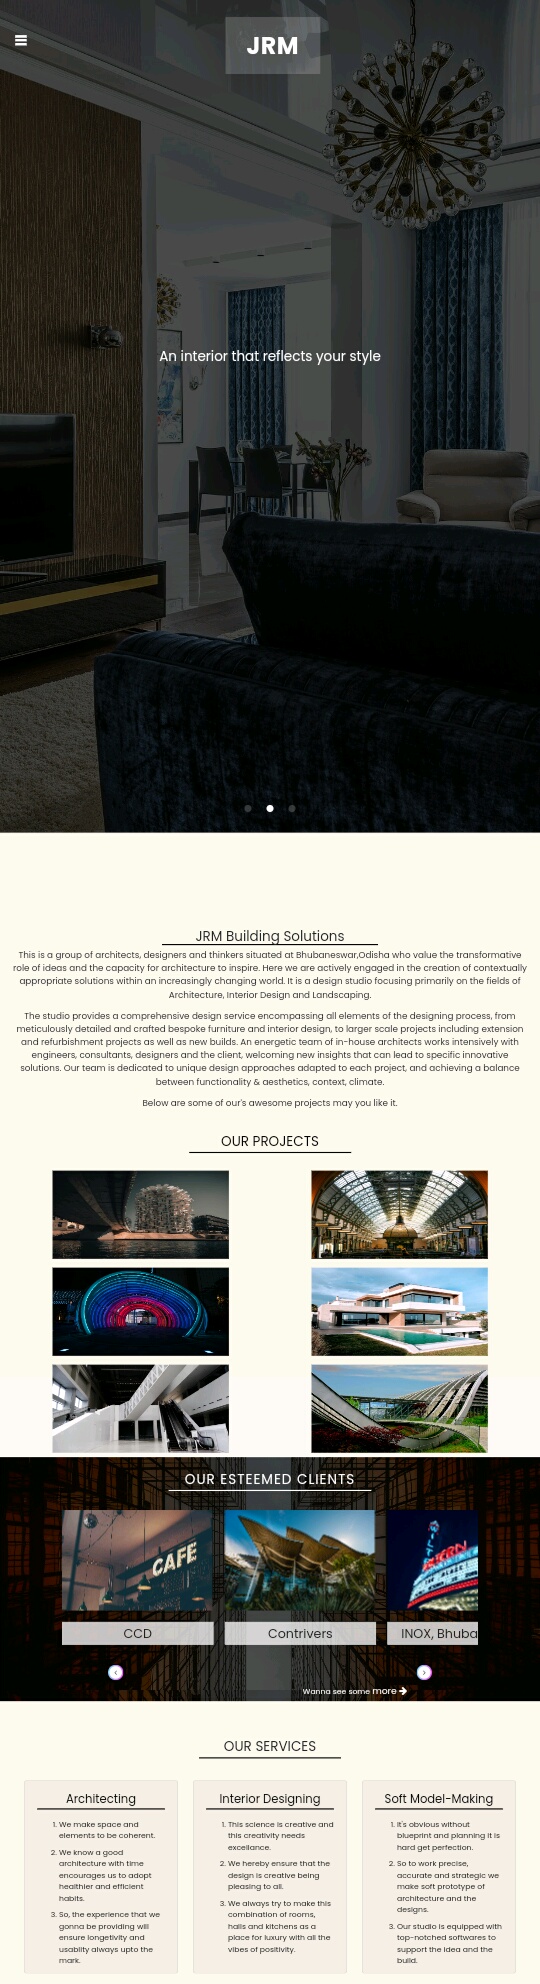 JRM
An interior that reflects your style
JRM Building Solutions
This is a group of architects, designers and thinkers situated at Bhubaneswar,Odisha who value the transformative
role of ideas and the capacity for architecture to inspire. Here we are actively engaged in the creation of contextually
appropriate solutions within an increasingly changing world. It is a design studio focusing primarily on the fields of
Architecture, Interior Design and Landscaping.
The studio provides a comprehensive design service encompassing all elements of the designing process, from
meticulously detailed and crafted bespoke furniture and interior design, to larger scale projects including extension
and refurbishment projects as well as new builds. An energetic team of in-house architects works intensively with
engineers, consultants, designers and the client, welcoming new insights that can lead to specific innovative
solutions. Our team is dedicated to unique design approaches adapted to each project, and achieving a balance
between functionality & aesthetics, context, climate.
Below are some of our's awesome projects may you like it.
OUR PROJECTS
OUR ESTEEMED CLIENTS
CAFE
CCD
Contrivers
INOX, Bhuba
Wanna see some more
OUR SERVICES
Architecting
1. We make space and
elements to be coherent.
2. We know a good
architecture with time
encourages us to adopt
healthier and efficient
habits.
3. So, the experience that we
gonna be providing will
ensure longetivity and
usablity always upto the
mark.
Interior Designing
1. This science is creative and
this creativity needs
excellance.
2. We hereby ensure that the
design is creative being
pleasing to all.
3. We always try to make this
combination of rooms,
halls and kitchens as a
place for luxury with all the
vibes of positivity.
Soft Model-Making
1. It's obvious without
blueprint and planning it is
hard get perfection.
2. So to work precise,
accurate and strategic we
make soft prototype of
architecture and the
designs.
3. Our studio is equipped with
top-notched softwares to
support the idea and the
build.